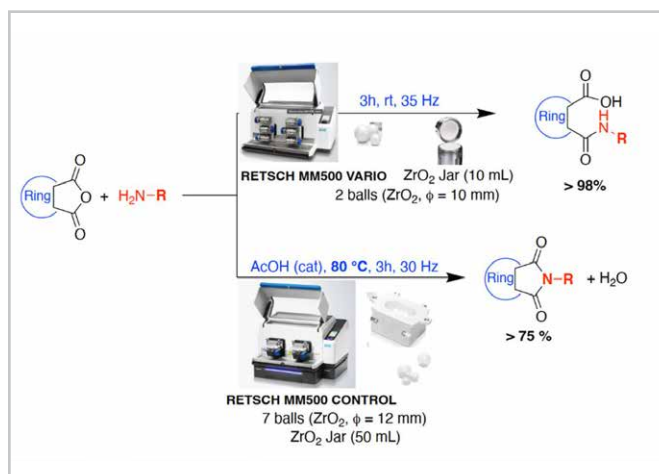 3h, rt, 35 Hz
RETSCH MM500 VARIO
ZrO₂ Jar (10 mL)
2 balls (ZrO₂, ϕ = 10 mm)
Ring
O
O
O
+ H₂N-R
Ring
O
OH
H
N-R
O
> 98%
AcOH (cat), 80 °C, 3h, 30 Hz
RETSCH MM500 CONTROL
7 balls (ZrO₂, ϕ = 12 mm)
ZrO₂ Jar (50 mL)
Ring
O
N-R
O
+ H₂O
> 75 %